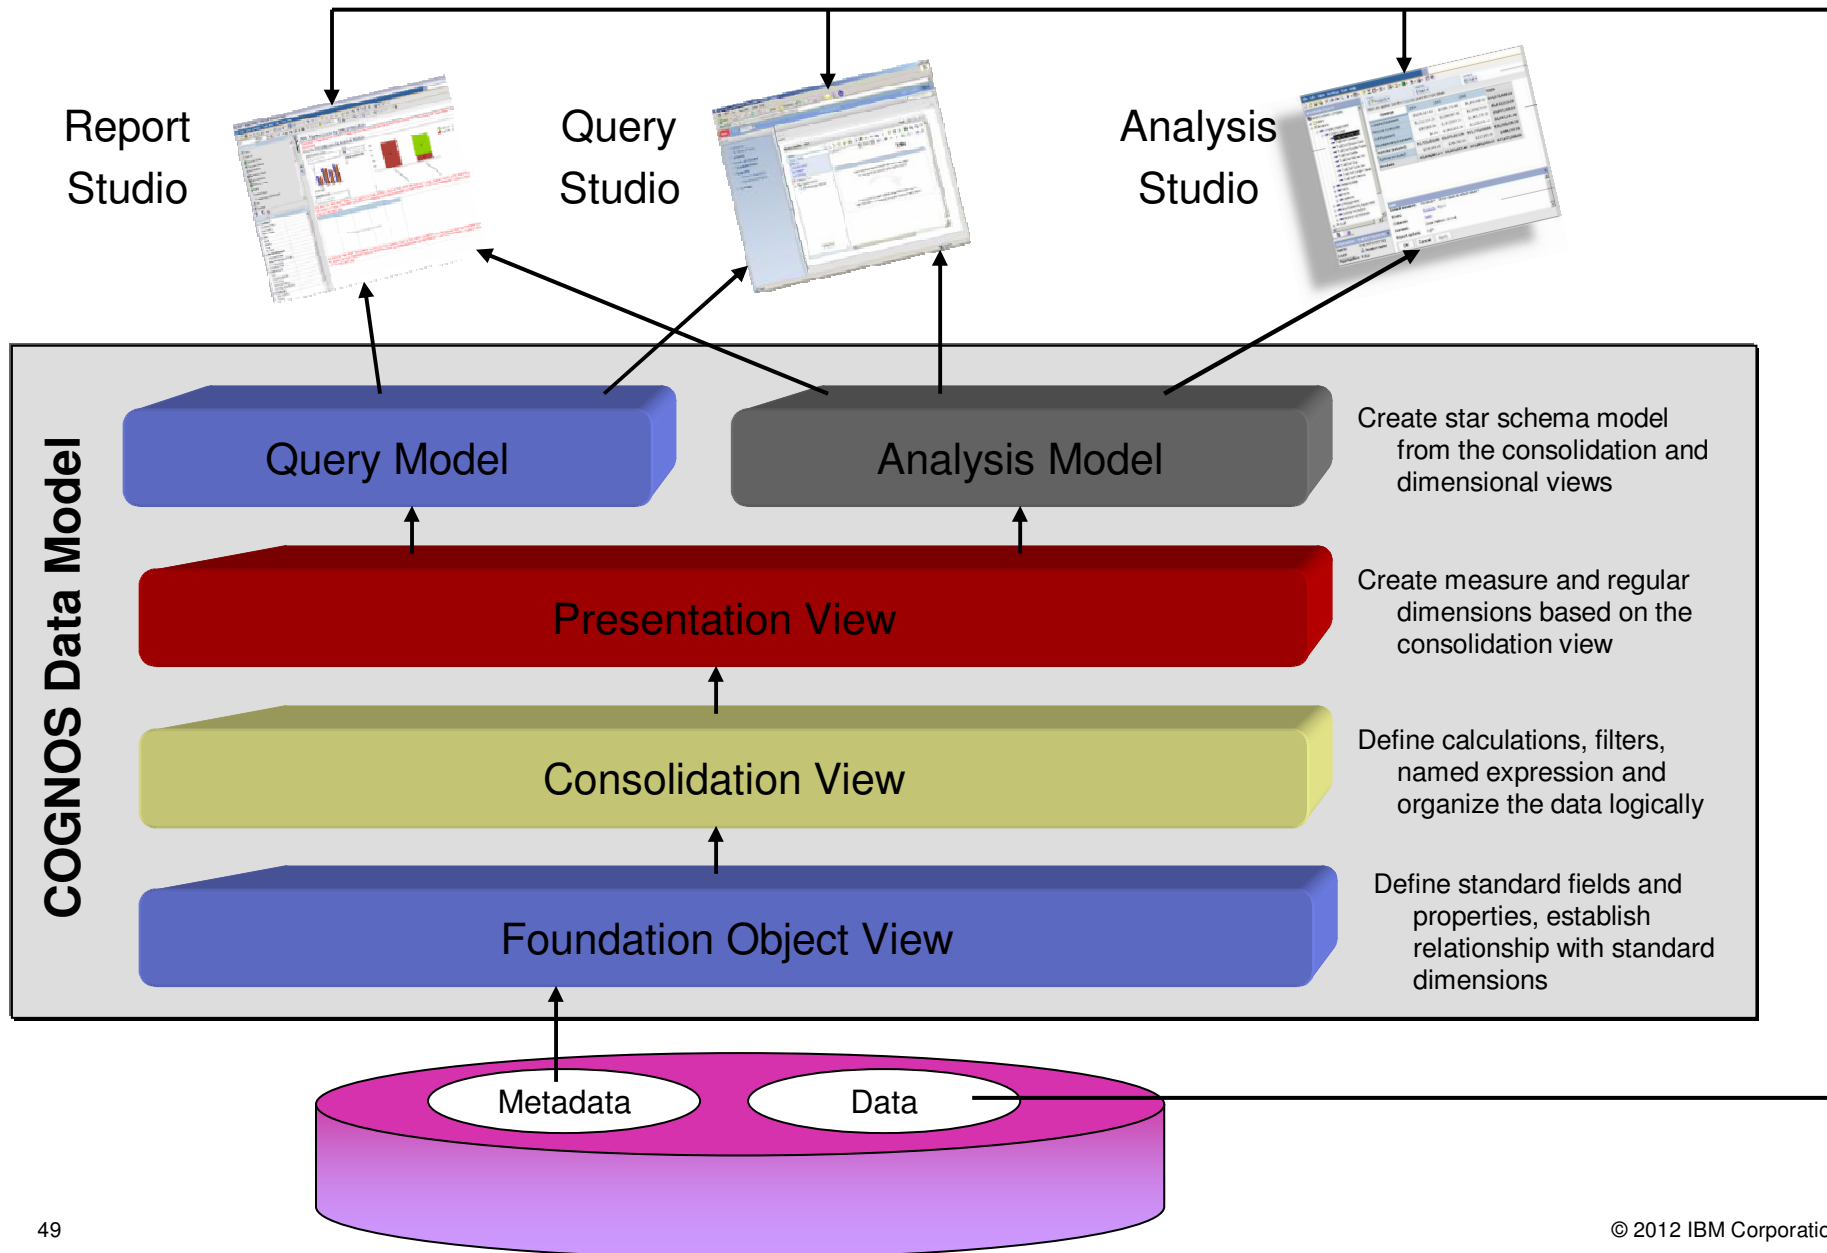 Report
Studio
Query
Studio
Analysis
Studio
COGNOS Data Model
Query Model
Analysis Model
Create star schema model
from the consolidation and
dimensional views
Presentation View
Create measure and regular
dimensions based on the
consolidation view
Consolidation View
Define calculations, filters,
named expression and
organize the data logically
Foundation Object View
Define standard fields and
properties, establish
relationship with standard
dimensions
Metadata
Data
49
© 2012 IBM Corporatio